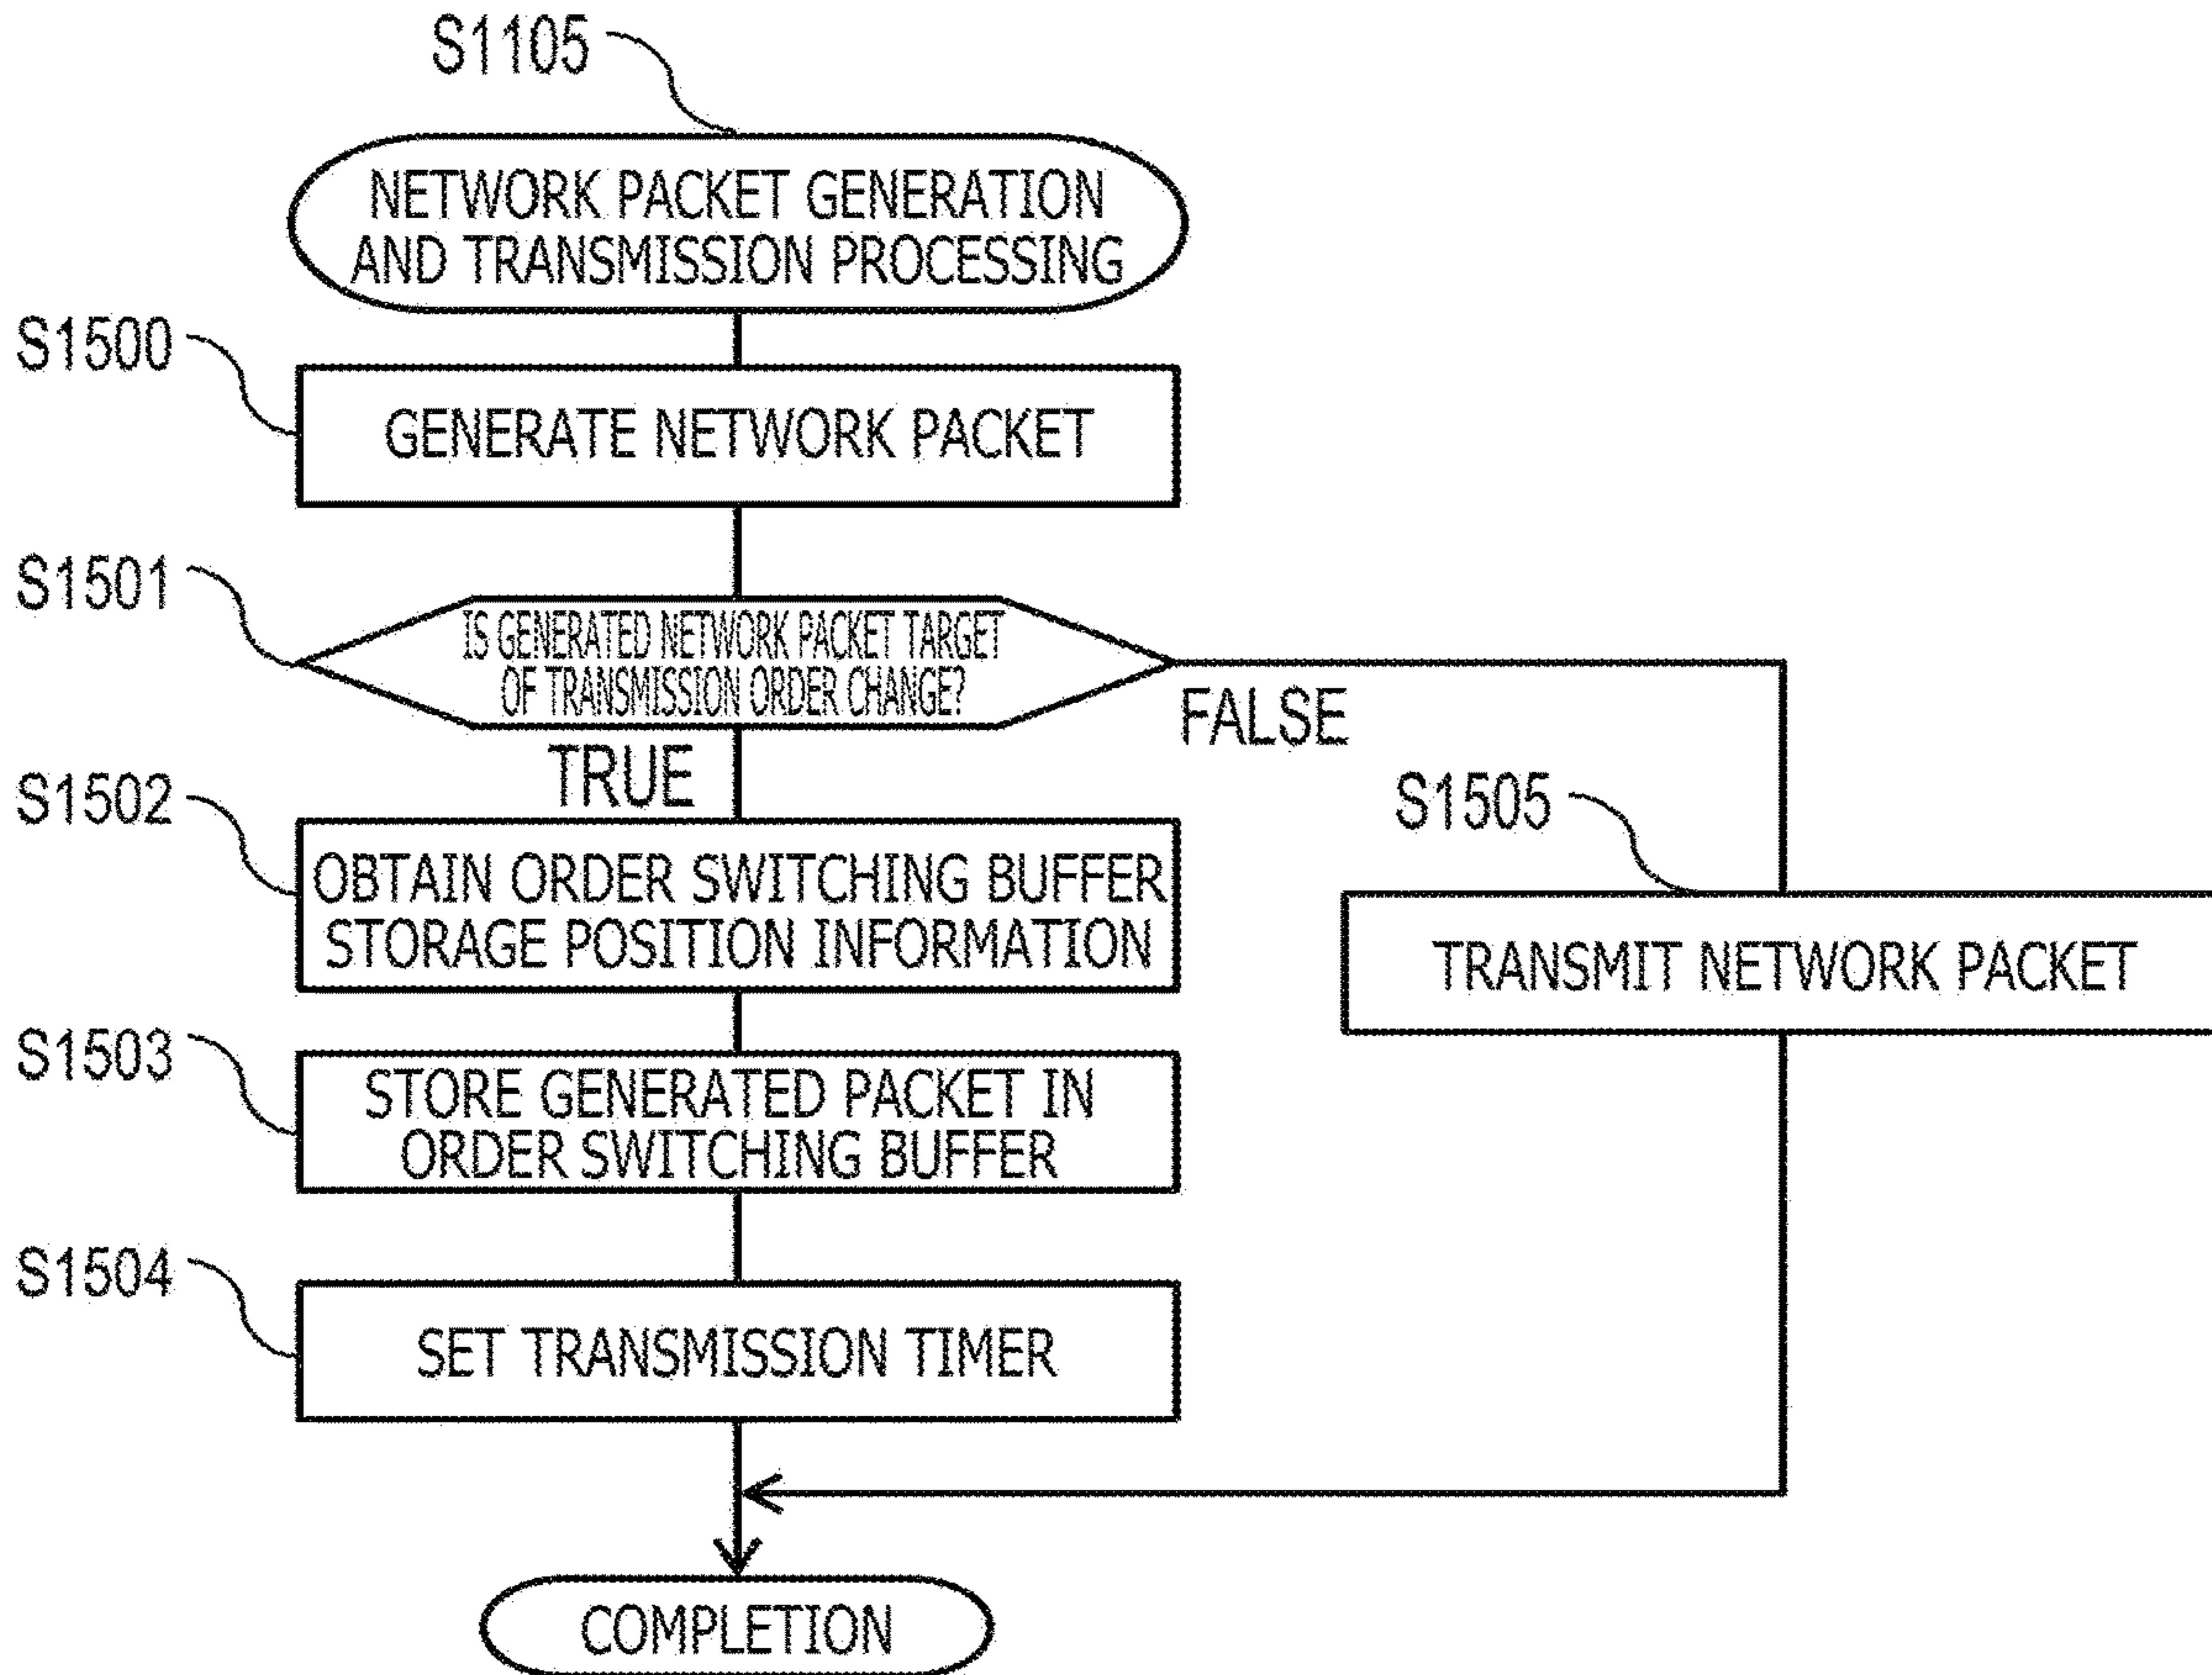 S1105
NETWORK PACKET GENERATION
AND TRANSMISSION PROCESSING
S1500
GENERATE NETWORK PACKET
S1501
IS GENERATED NETWORK PACKET TARGET
OF TRANSMISSION ORDER CHANGE?
FALSE
TRUE
S1502
OBTAIN ORDER SWITCHING BUFFER
STORAGE POSITION INFORMATION
S1505
TRANSMIT NETWORK PACKET
S1503
STORE GENERATED PACKET IN
ORDER SWITCHING BUFFER
S1504
SET TRANSMISSION TIMER
COMPLETION